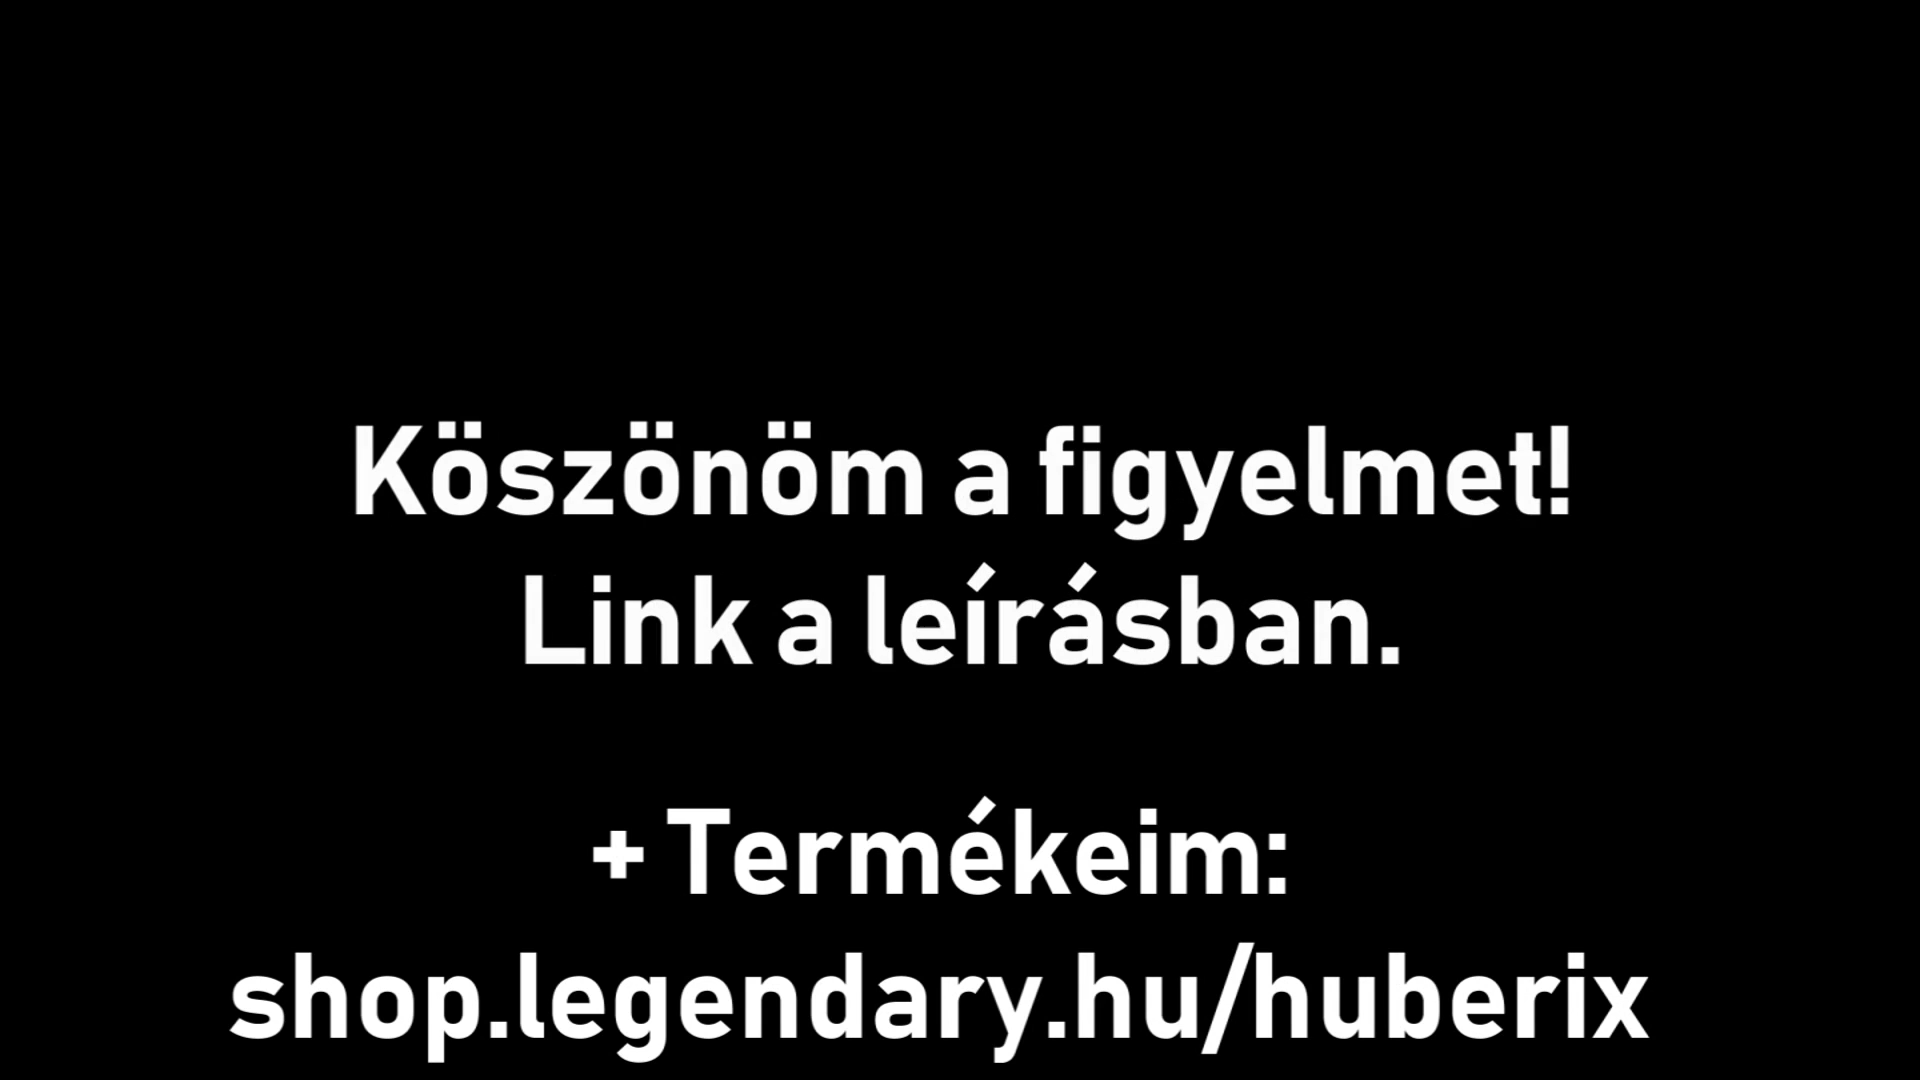 Köszönöm a figyelmet!
Link a leírásban.
+ Termékeim:
shop.legendary.hu/huberix